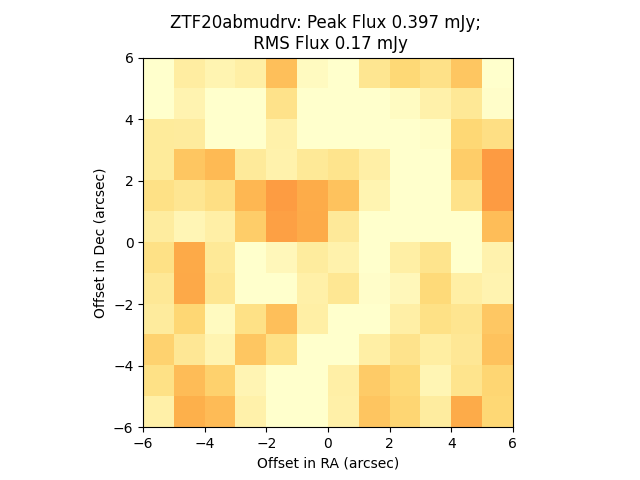 ZTF20abmudrv: Peak Flux 0.397 mJy;
RMS Flux 0.17 mJy
6
4
2
0
−2
−4
−6
Offset in Dec (arcsec)
−6 −4 −2 0 2 4 6
Offset in RA (arcsec)